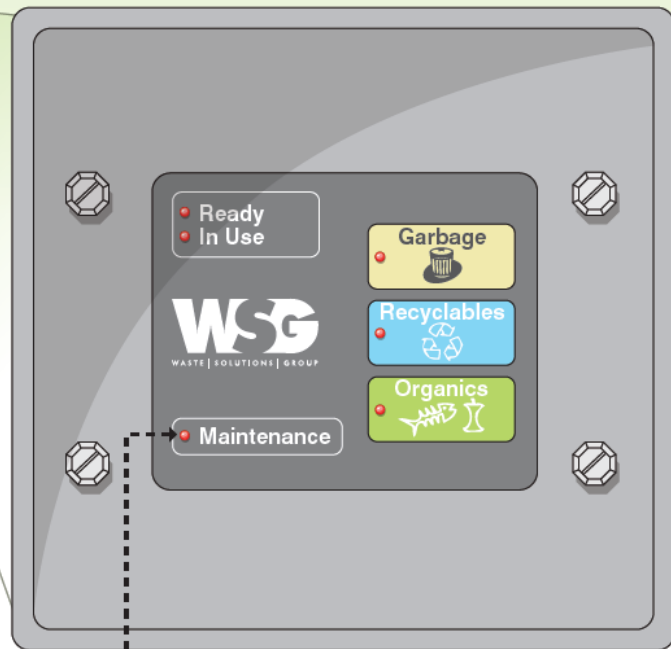 Ready
In Use
WSG
WASTE | SOLUTIONS | GROUP
Maintenance
Garbage
Recyclables
Organics